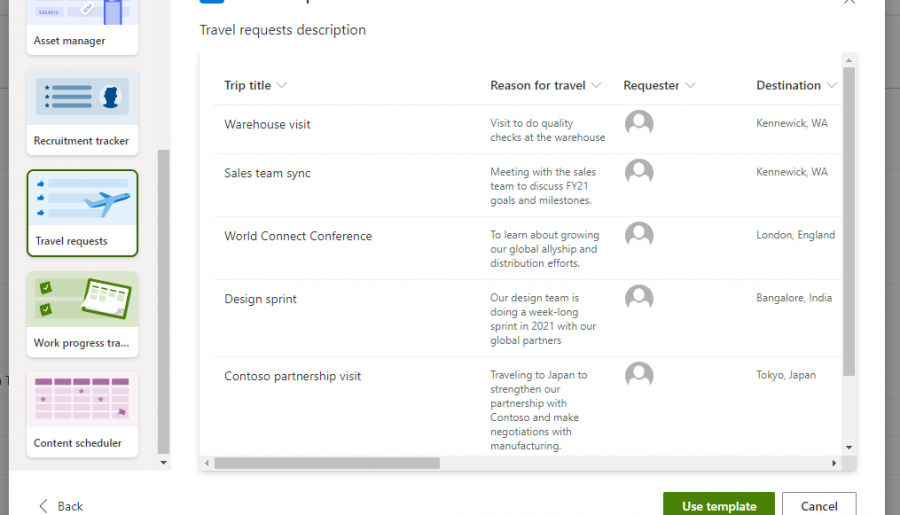 Asset manager
Recruitment tracker
Travel requests
Work progress tra...
Content scheduler
Travel requests description
Trip title
Reason for travel
Requester
Destination
Warehouse visit
Visit to do quality
checks at the warehouse
Kennewick, WA
Sales team sync
Meeting with the sales
team to discuss FY21
goals and milestones.
Kennewick, WA
World Connect Conference
To learn about growing
our global allyship and
distribution efforts.
London, England
Design sprint
Our design team is
doing a week-long
sprint in 2021 with our
global partners
Bangalore, India
Contoso partnership visit
Traveling to Japan to
strengthen our
partnership with
Contoso and make
negotiations with
manufacturing.
Tokyo, Japan
Back
Use template
Cancel